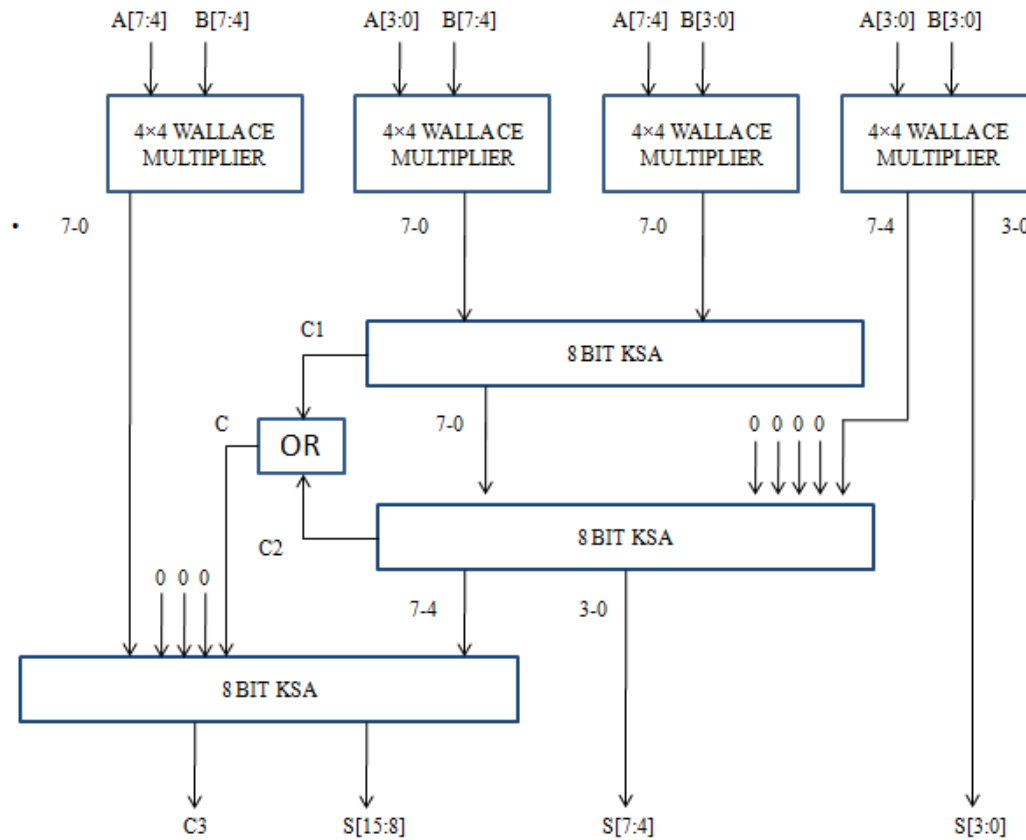 A[7:4] B[7:4] A[3:0] B[7:4] A[7:4] B[3:0] A[3:0] B[3:0]
4×4 WALLACE
MULTIPLIER
4×4 WALLACE
MULTIPLIER
4×4 WALLACE
MULTIPLIER
4×4 WALLACE
MULTIPLIER
• 7-0 7-0 7-0 7-4 3-0
C1
8 BIT KSA
C 7-0 0 0 0 0
OR
C2
8 BIT KSA
0 0 0
7-4 3-0
8 BIT KSA
C3 S[15:8] S[7:4] S[3:0]